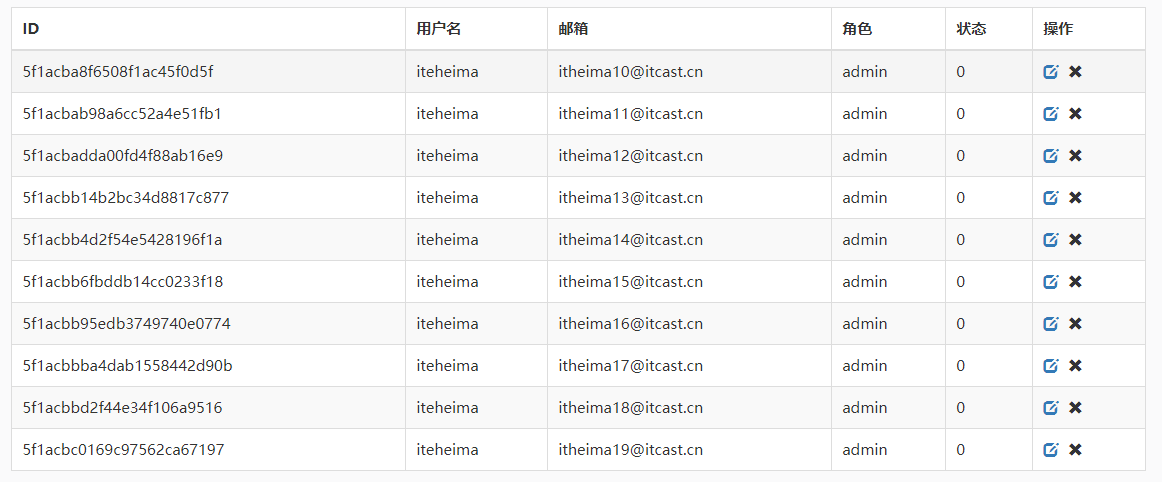 ID 用户名 邮箱 角色 状态 操作
5f1acba8f6508f1ac45f0d5f iteheima itheima10@itcast.cn admin 0
5f1acbab98a6cc52a4e51fb1 iteheima itheima11@itcast.cn admin 0
5f1acbadda00fd4f88ab16e9 iteheima itheima12@itcast.cn admin 0
5f1acbb14b2bc34d8817c877 iteheima itheima13@itcast.cn admin 0
5f1acbb4d2f54e5428196f1a iteheima itheima14@itcast.cn admin 0
5f1acbb6fbddb14cc0233f18 iteheima itheima15@itcast.cn admin 0
5f1acbb95edb3749740e0774 iteheima itheima16@itcast.cn admin 0
5f1acbbba4dab1558442d90b iteheima itheima17@itcast.cn admin 0
5f1acbbd2f44e34f106a9516 iteheima itheima18@itcast.cn admin 0
5f1acbc0169c97562ca67197 iteheima itheima19@itcast.cn admin 0